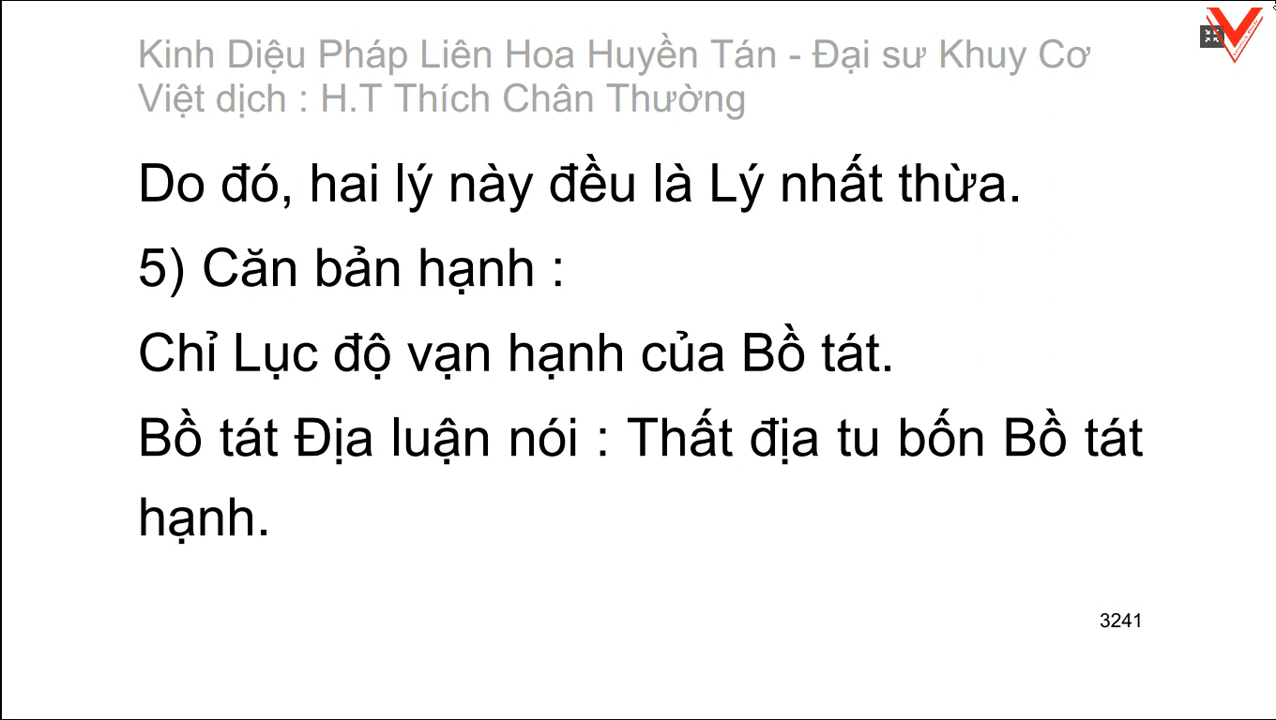 Kinh Diệu Pháp Liên Hoa Huyền Tán - Đại sư Khuy Cơ
Việt dịch : H.T Thích Chân Thường
Do đó, hai lý này đều là Lý nhất thừa.
5) Căn bản hạnh :
Chỉ Lục độ vạn hạnh của Bồ tát.
Bồ tát Địa luận nói : Thất địa tu bốn Bồ tát
hạnh.
3241